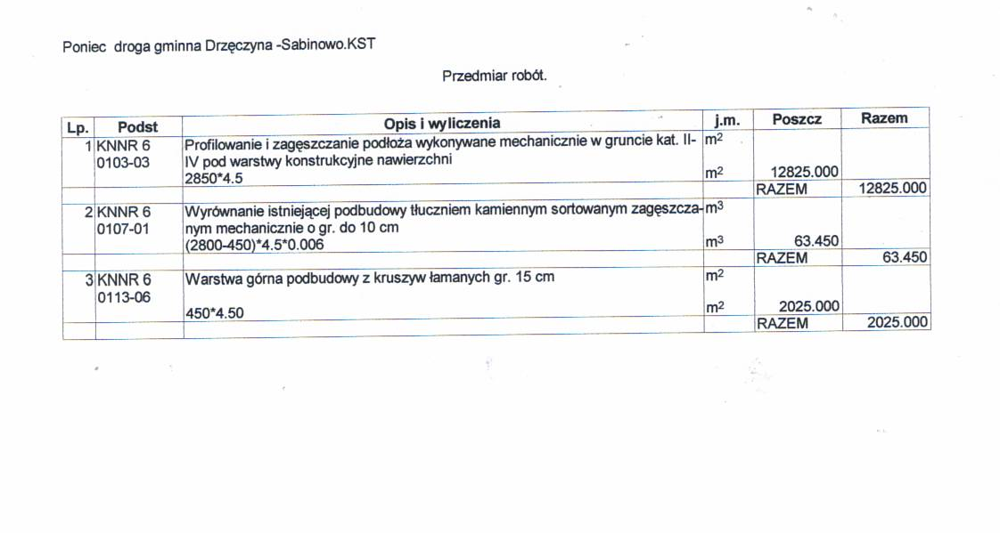 Poniec droga gminna Drzęczyna -Sabinowo.KST
Przedmiar robót.
Lp. Podst Opis i wyliczenia j.m. Poszcz Razem
1 KNNR 6 Profilowanie i zagęszczanie podłoża wykonywane mechanicznie w gruncie kat. II- m2
0103-03 IV pod warstwy konstrukcyjne nawierzchni
2850*4.5 m2 12825.000
RAZEM 12825.000
2 KNNR 6 Wyrównanie istniejącej podbudowy tłuczniem kamiennym sortowanym zagęszcza- m3
0107-01 nym mechanicznie o gr. do 10 cm
(2800-450)*4.5*0.006 m3 63.450
RAZEM 63.450
3 KNNR 6 Warstwa górna podbudowy z kruszyw łamanych gr. 15 cm m2
0113-06
450*4.50 m2 2025.000
RAZEM 2025.000